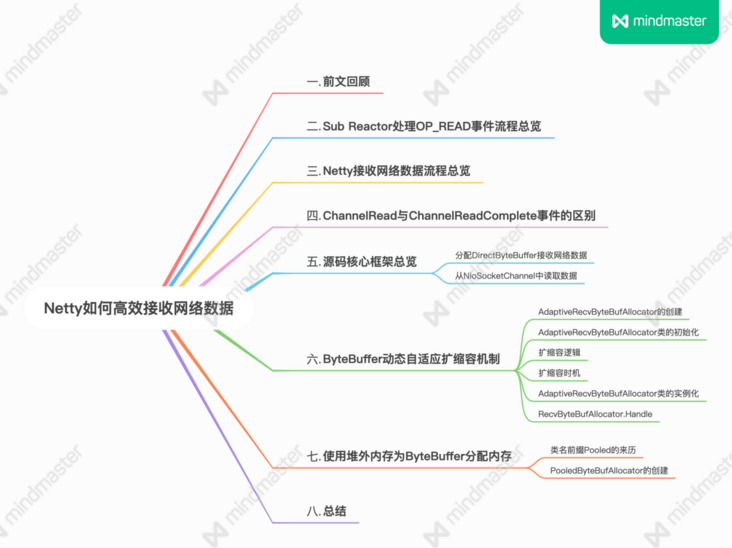 mindmaster
一. 前文回顾
二. Sub Reactor处理OP_READ事件流程总览
三. Netty接收网络数据流程总览
四. ChannelRead与ChannelReadComplete事件的区别
五. 源码核心框架总览
分配DirectByteBuffer接收网络数据
从NioSocketChannel中读取数据
Netty如何高效接收网络数据
六. ByteBuffer动态自适应扩缩容机制
AdaptiveRecvByteBufAllocator的创建
AdaptiveRecvByteBufAllocator类的初始化
扩缩容逻辑
扩缩容时机
AdaptiveRecvByteBufAllocator类的实例化
RecvByteBufAllocator.Handle
七. 使用堆外内存为ByteBuffer分配内存
类名前缀Pooled的来历
PooledByteBufAllocator的创建
八. 总结
mindmaster
mindmaster
mindmaster
mindmaster
mindmaster
mindmaster
mindmaster
mindmaster
mindmaster
mindmaster
mindmaster